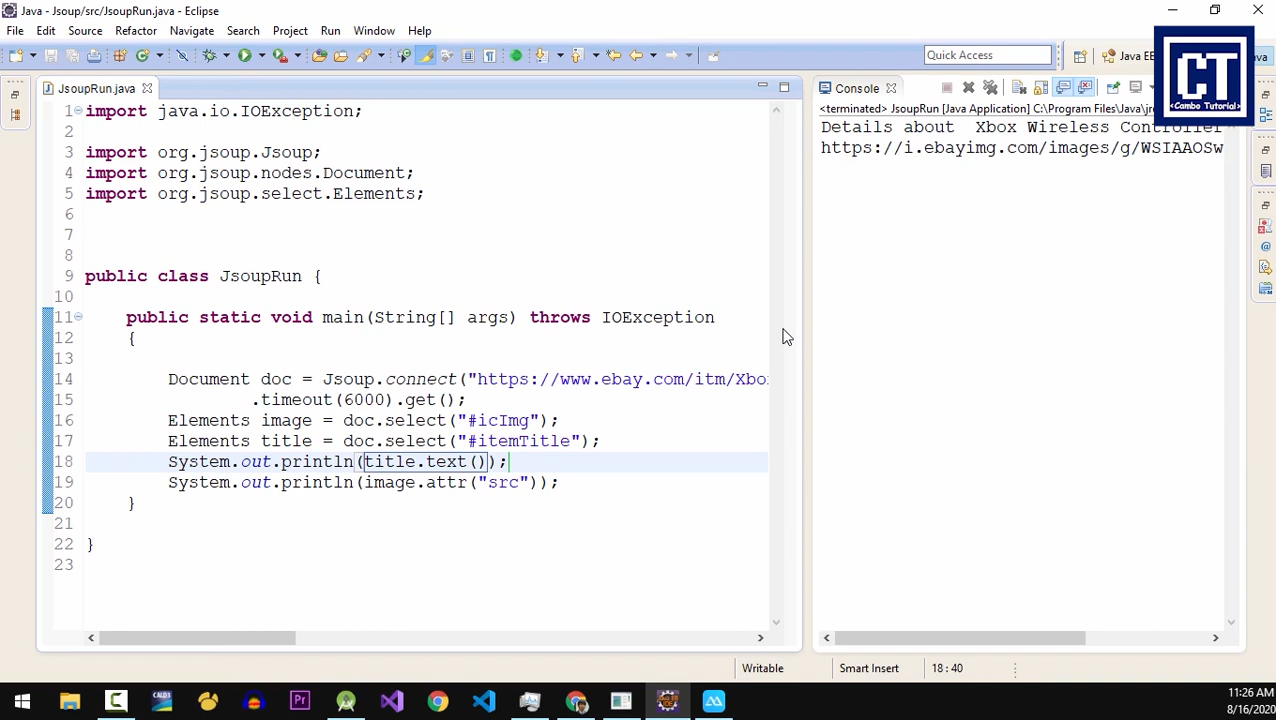 Java - Jsoup/src/JsoupRun.java - Eclipse
File Edit Source Refactor Navigate Search Project Run Window Help
Quick Access
Java EE
CT
<Cambo Tutorial>
JsoupRun.java
1 import java.io.IOException;
2
3 import org.jsoup.Jsoup;
4 import org.jsoup.nodes.Document;
5 import org.jsoup.select.Elements;
6
7
8
9 public class JsoupRun {
10
11 public static void main(String[] args) throws IOException
12 {
13
14 Document doc = Jsoup.connect("https://www.ebay.com/itm/Xbo
15 .timeout(6000).get();
16 Elements image = doc.select("#icImg");
17 Elements title = doc.select("#itemTitle");
18 System.out.println(title.text());
19 System.out.println(image.attr("src"));
20 }
21
22 }
23
Console
<terminated> JsoupRun [Java Application] C:\Program Files\Java\jr
Details about Xbox Wireless Controller
https://i.ebayimg.com/images/g/WSIAAOSw
Writable
Smart Insert
18 : 40
11:26 AM
8/16/2020